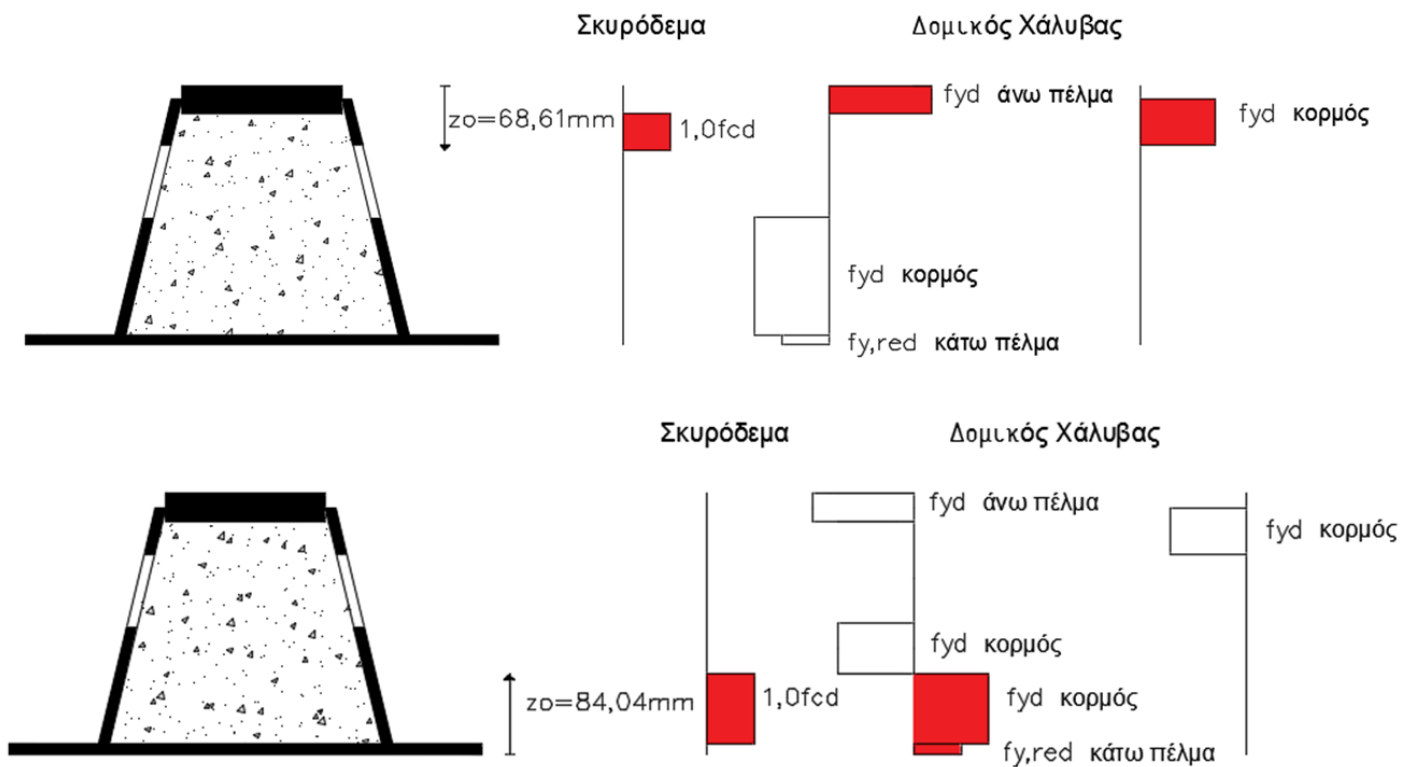 Σκυρόδεμα
Δομικός Χάλυβας
zo=68,61mm
1,0fcd
fyd άνω πέλμα
fyd κορμός
fyd κορμός
fy,red κάτω πέλμα
Σκυρόδεμα
Δομικός Χάλυβας
fyd άνω πέλμα
fyd κορμός
fyd κορμός
zo=84,04mm
1,0fcd
fyd κορμός
fy,red κάτω πέλμα